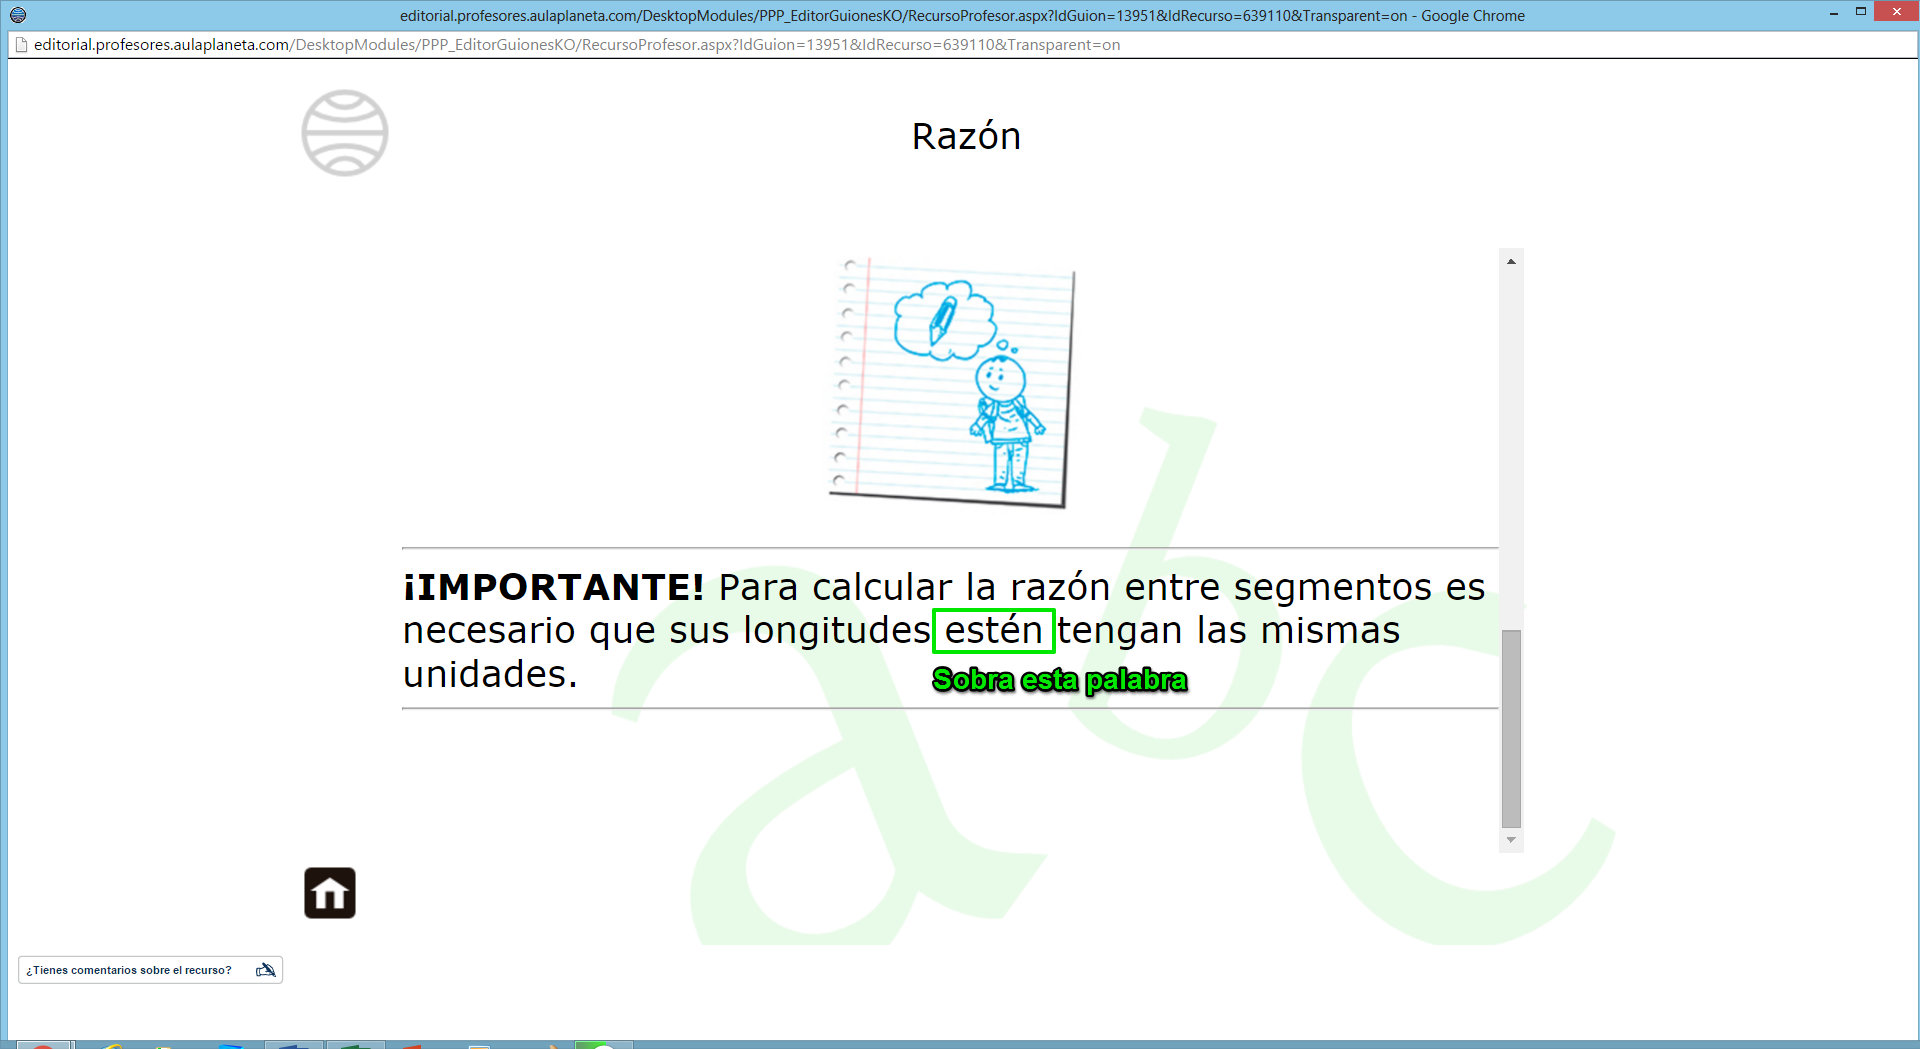 editorial.profesores.aulaplaneta.com/DesktopModules/PPP_EditorGuionesKO/RecursoProfesor.aspx?IdGuion=13951&IdRecurso=639110&Transparent=on - Google Chrome
editorial.profesores.aulaplaneta.com/DesktopModules/PPP_EditorGuionesKO/RecursoProfesor.aspx?IdGuion=13951&IdRecurso=639110&Transparent=on
Razón
¡IMPORTANTE! Para calcular la razón entre segmentos es
necesario que sus longitudes estén tengan las mismas
unidades.
Sobra esta palabra
abc
¿Tienes comentarios sobre el recurso?